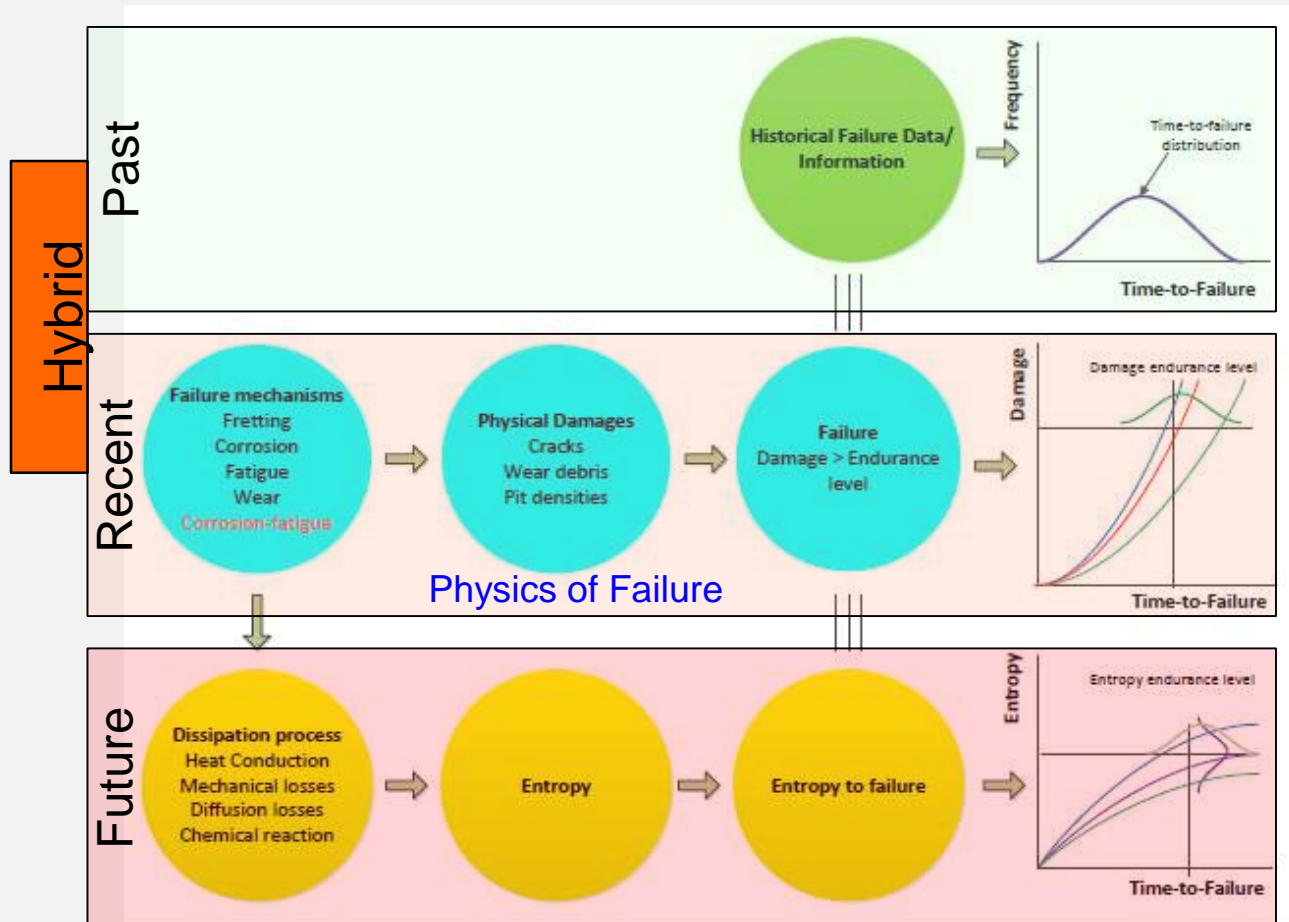 Hybrid
Past
Historical Failure Data/
Information
Frequency
Time-to-failure
distribution
Time-to-Failure
Recent
Failure mechanisms
Fretting
Corrosion
Fatigue
Wear
Corrosion-fatigue
Physical Damages
Cracks
Wear debris
Pit densities
Failure
Damage > Endurance
level
Physics of Failure
Damage
Damage endurance level
Time-to-Failure
Future
Dissipation process
Heat Conduction
Mechanical losses
Diffusion losses
Chemical reaction
Entropy
Entropy to failure
Entropy
Entropy endurance level
Time-to-Failure